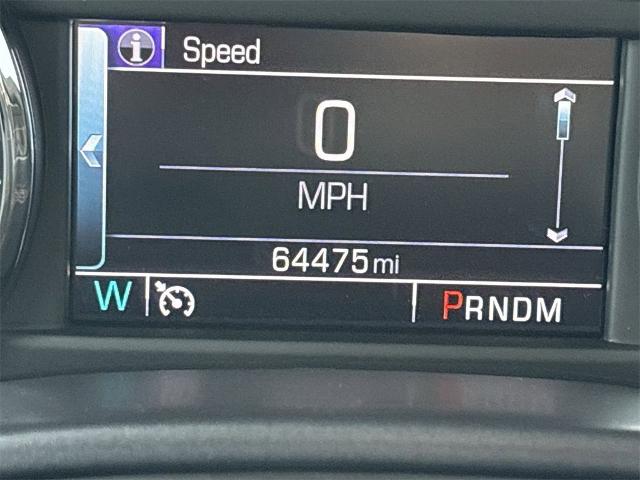 i Speed
0
MPH
64475 mi
W PRNDM